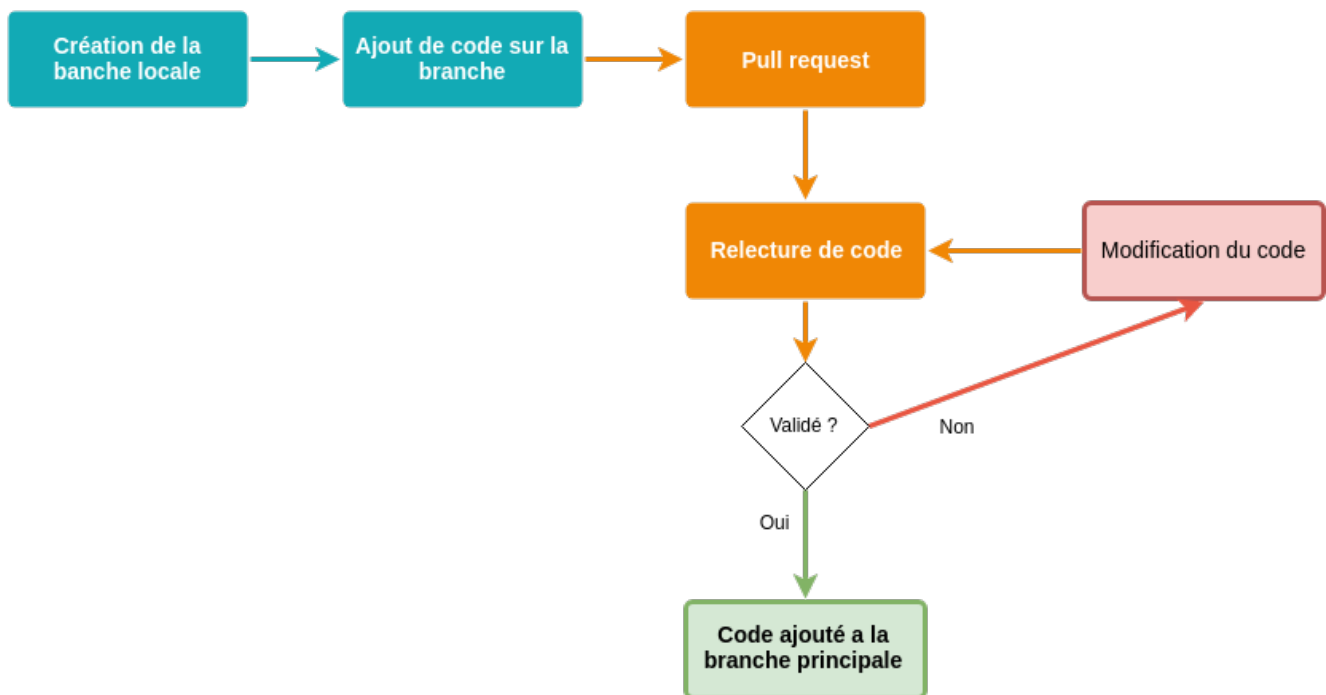 Création de la
banche locale
Ajout de code sur la
branche
Pull request
Relecture de code
Modification du code
Validé ?
Non
Oui
Code ajouté a la
branche principale